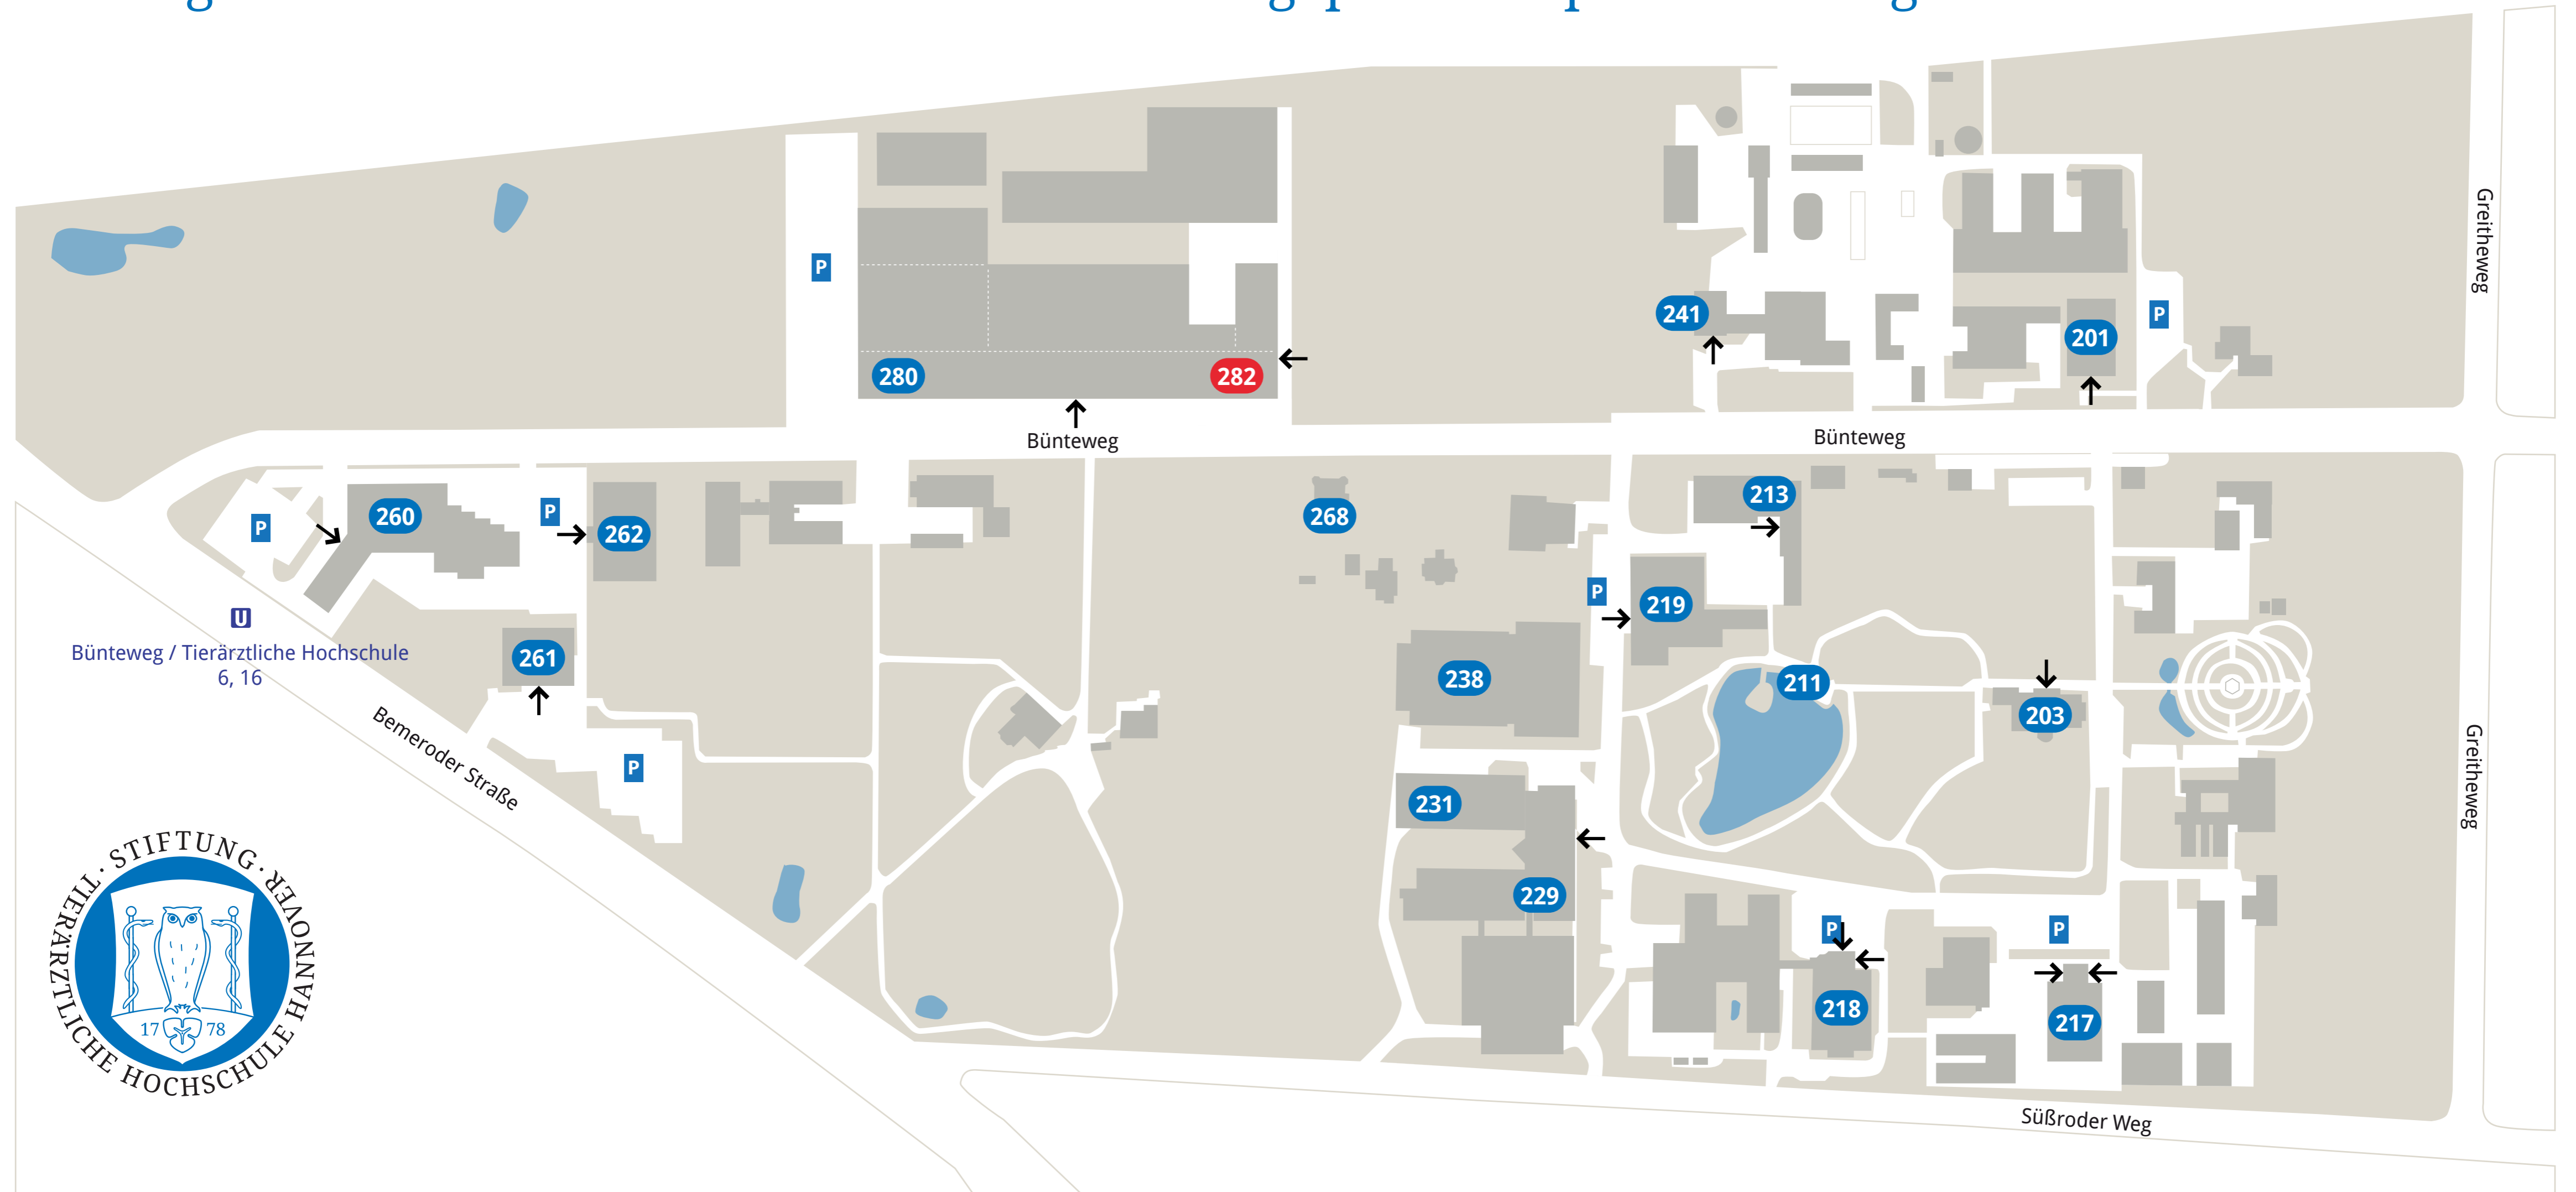 P
Greitheweg
241
P
201
280
282
Bünteweg
Bünteweg
P
260
P
262
268
213
P
219
U
Bünteweg / Tierärztliche Hochschule
6, 16
261
238
211
203
Bemeroder Straße
P
231
Greitheweg
229
P
P
218
217
Süßroder Weg
STIFTUNG · TIERÄRZTLICHE HOCHSCHULE HANNOVER ·
17 78